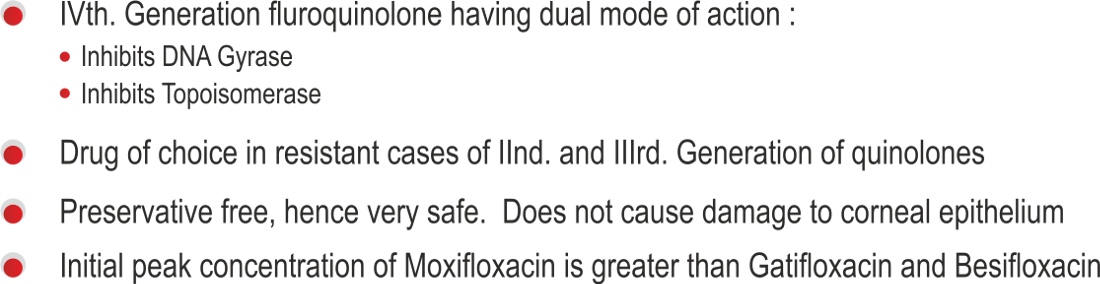 IVth. Generation fluroquinolone having dual mode of action :
Inhibits DNA Gyrase
Inhibits Topoisomerase
Drug of choice in resistant cases of IInd. and IIIrd. Generation of quinolones
Preservative free, hence very safe.  Does not cause damage to corneal epithelium
Initial peak concentration of Moxifloxacin is greater than Gatifloxacin and Besifloxacin